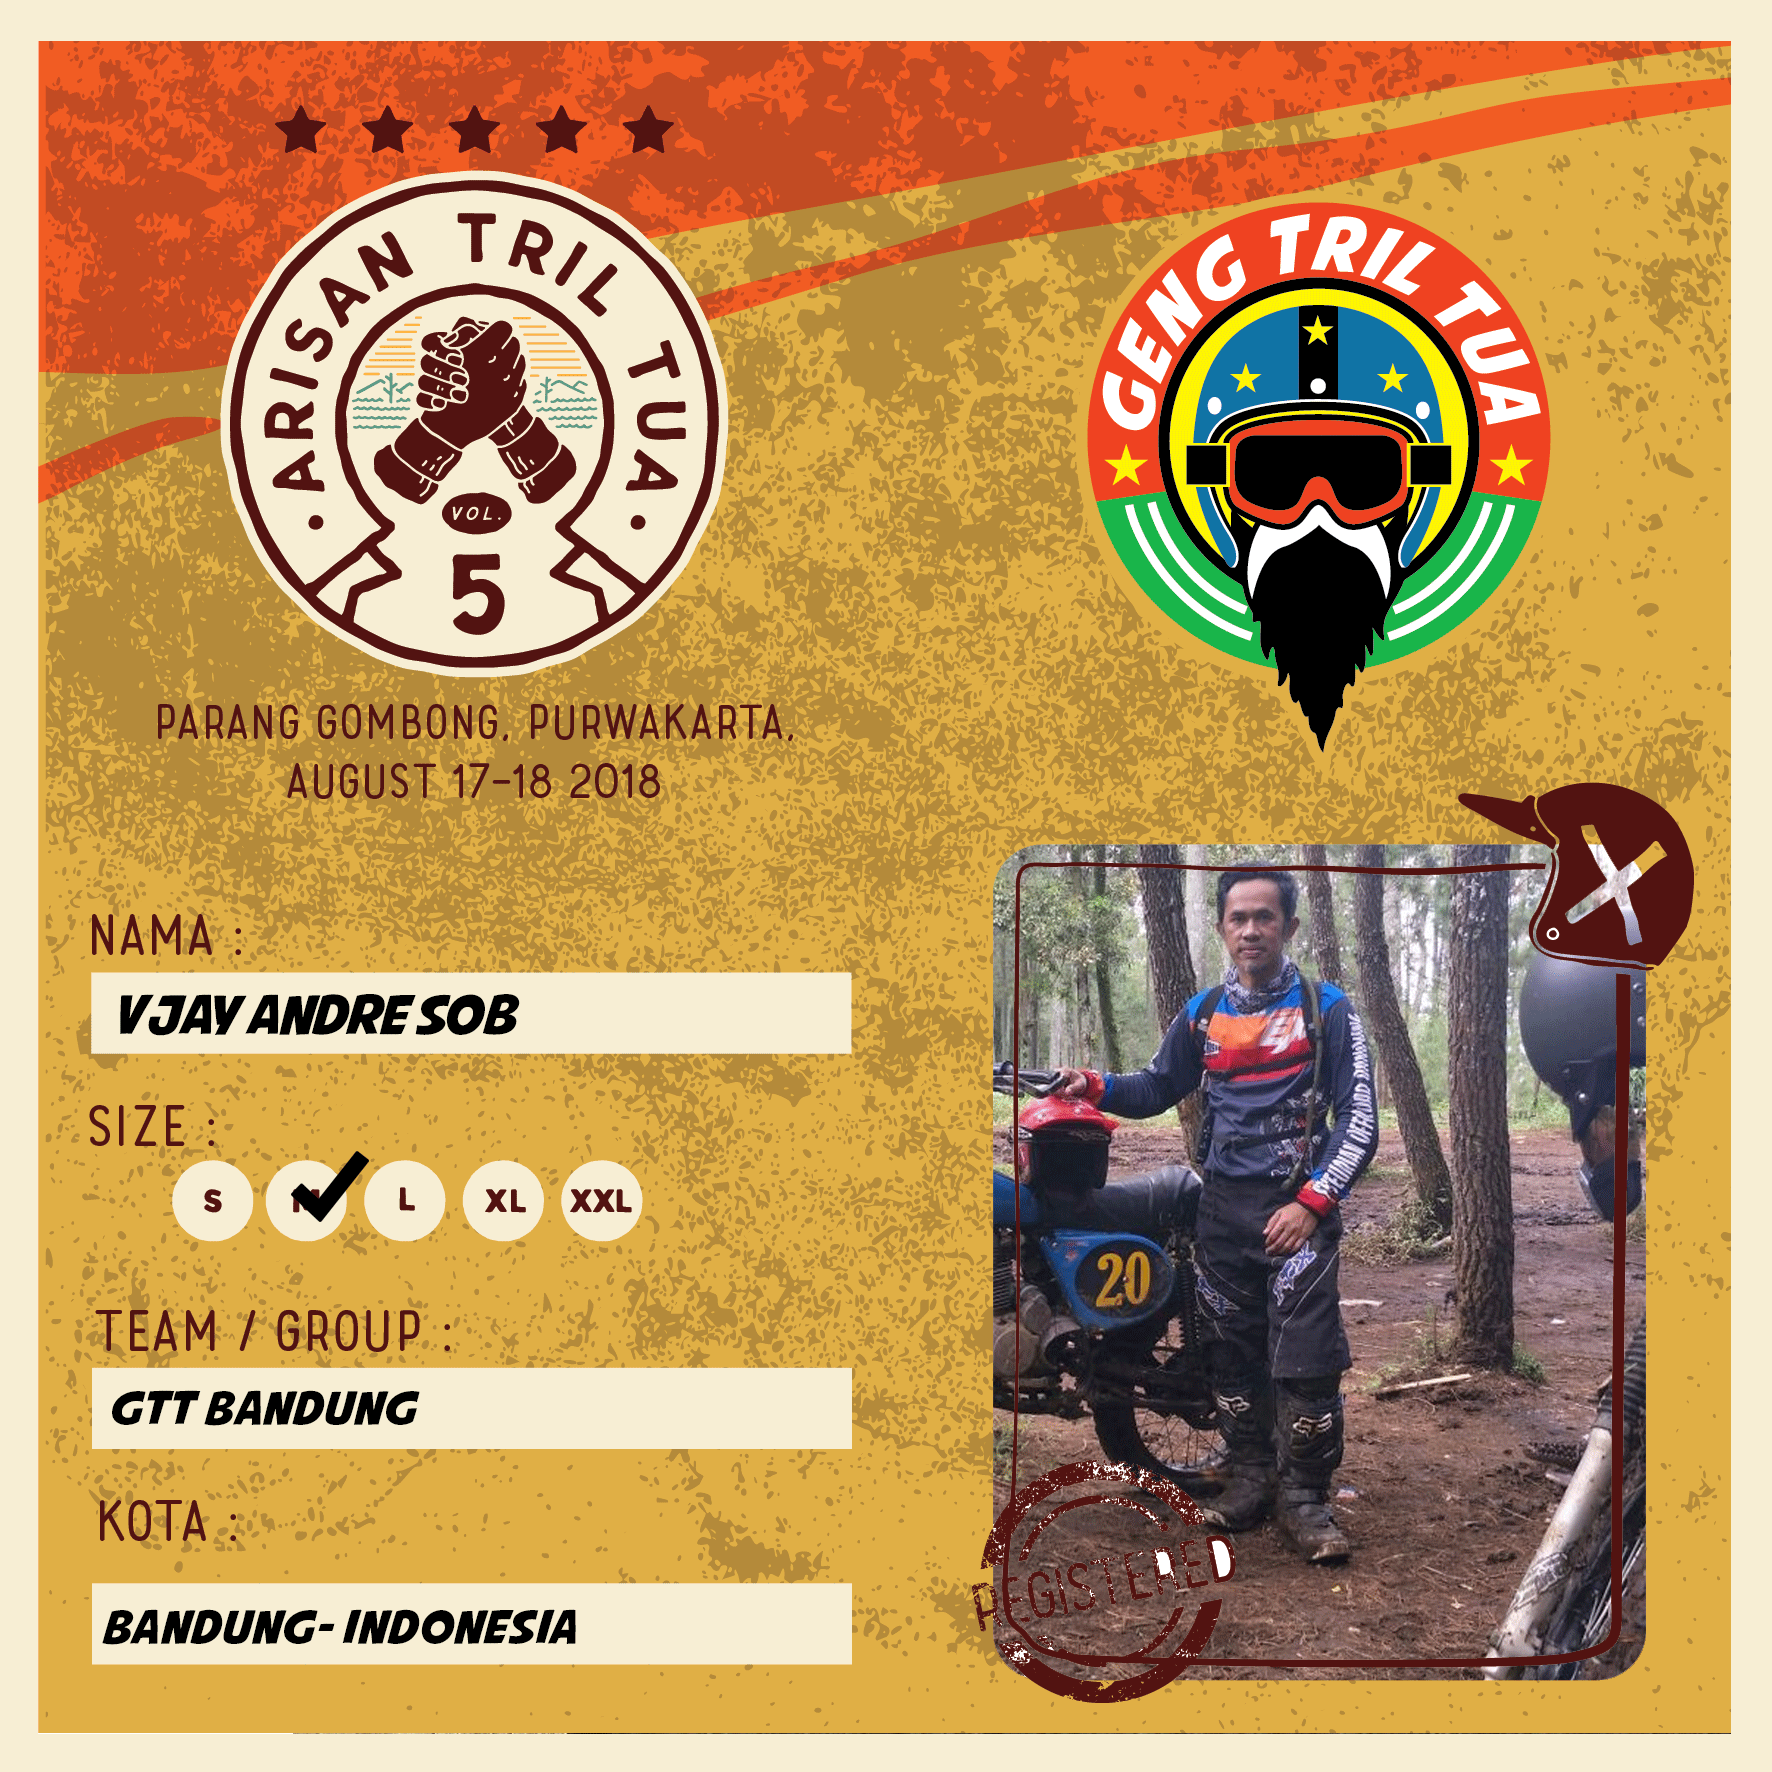 ARISAN TRIL TUA
VOL.
5
GENG TRIL TUA
PARANG GOMBONG, PURWAKARTA,
AUGUST 17-18 2018
NAMA :
VJAY ANDRE SOB
SIZE :
S M L XL XXL
TEAM / GROUP :
GTT BANDUNG
KOTA :
BANDUNG- INDONESIA
20
REGISTERED